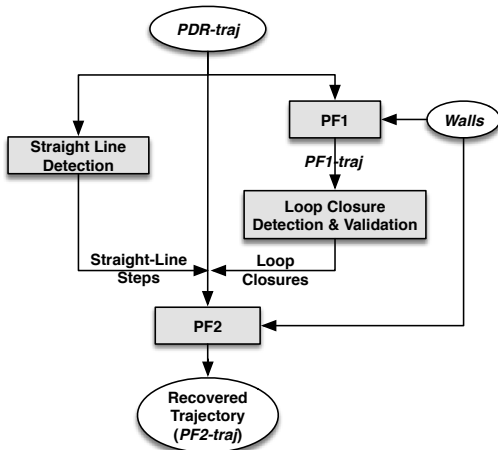 PDR-traj
PF1
Walls
Straight Line
Detection
PF1-traj
Loop Closure
Detection & Validation
Straight-Line
Steps
Loop
Closures
PF2
Recovered
Trajectory
(PF2-traj)